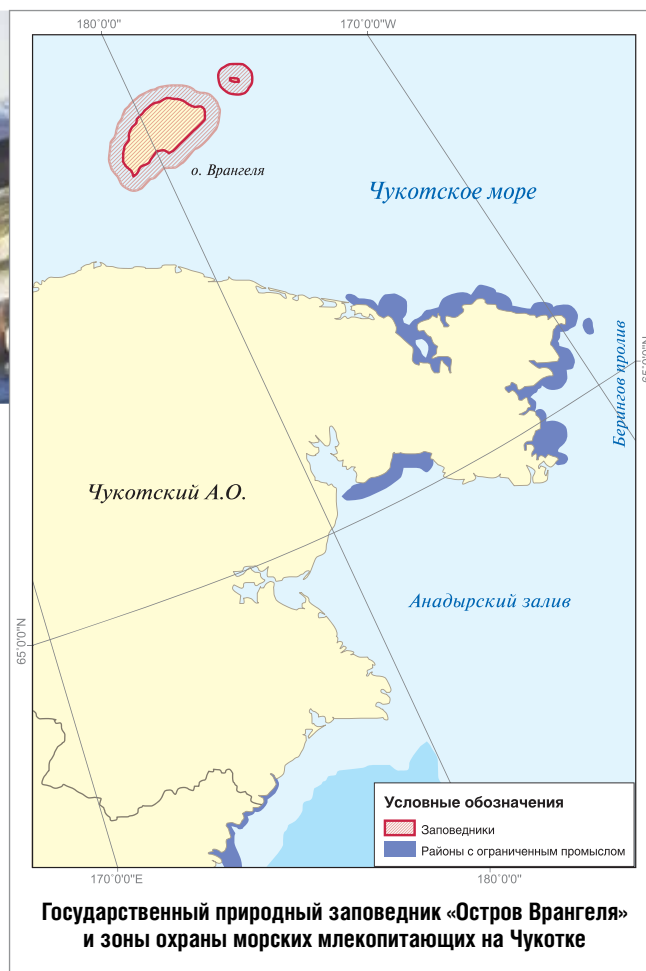 180°0'0"
170°0'0"W
о. Врангеля
Чукотское море
Берингов пролив
65°0'0"N
Чукотский А.О.
Анадырский залив
65°0'0"N
Условные обозначения
Заповедники
Районы с ограниченным промыслом
170°0'0"E
180°0'0"
Государственный природный заповедник «Остров Врангеля»
и зоны охраны морских млекопитающих на Чукотке